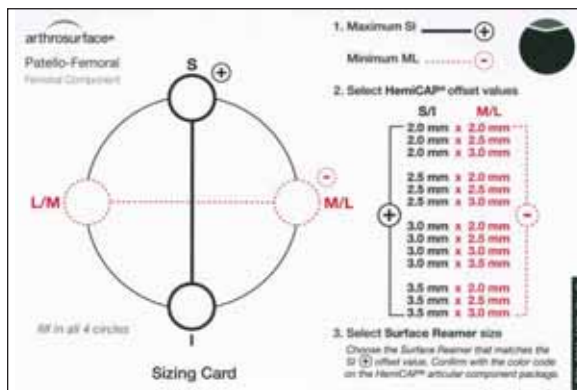 arthrosurface®
Patello-Femoral
Femoral Component
S
+
L/M
-
M/L
I
fill in all 4 circles
Sizing Card
1. Maximum SI
+
Minimum ML
-
2. Select HemiCAP® offset values
S/I M/L
2.0 mm x 2.0 mm
2.0 mm x 2.5 mm
2.0 mm x 3.0 mm
2.5 mm x 2.0 mm
2.5 mm x 2.5 mm
2.5 mm x 3.0 mm
+
-
3.0 mm x 2.0 mm
3.0 mm x 2.5 mm
3.0 mm x 3.0 mm
3.0 mm x 3.5 mm
3.5 mm x 2.0 mm
3.5 mm x 2.5 mm
3.5 mm x 3.0 mm
3. Select Surface Reamer size
Choose the Surface Reamer that matches the
SI + offset value. Confirm with the color code
on the HemiCAP® articular component package.